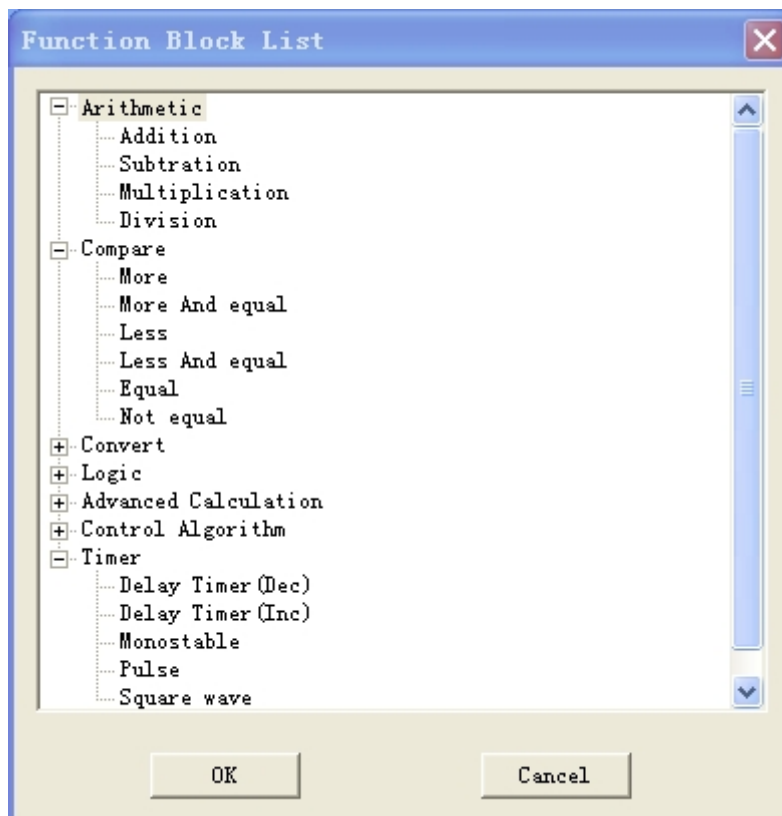 Function Block List
Arithmetic
Addition
Subtration
Multiplication
Division
Compare
More
More And equal
Less
Less And equal
Equal
Not equal
Convert
Logic
Advanced Calculation
Control Algorithm
Timer
Delay Timer(Dec)
Delay Timer(Inc)
Monostable
Pulse
Square wave
OK
Cancel